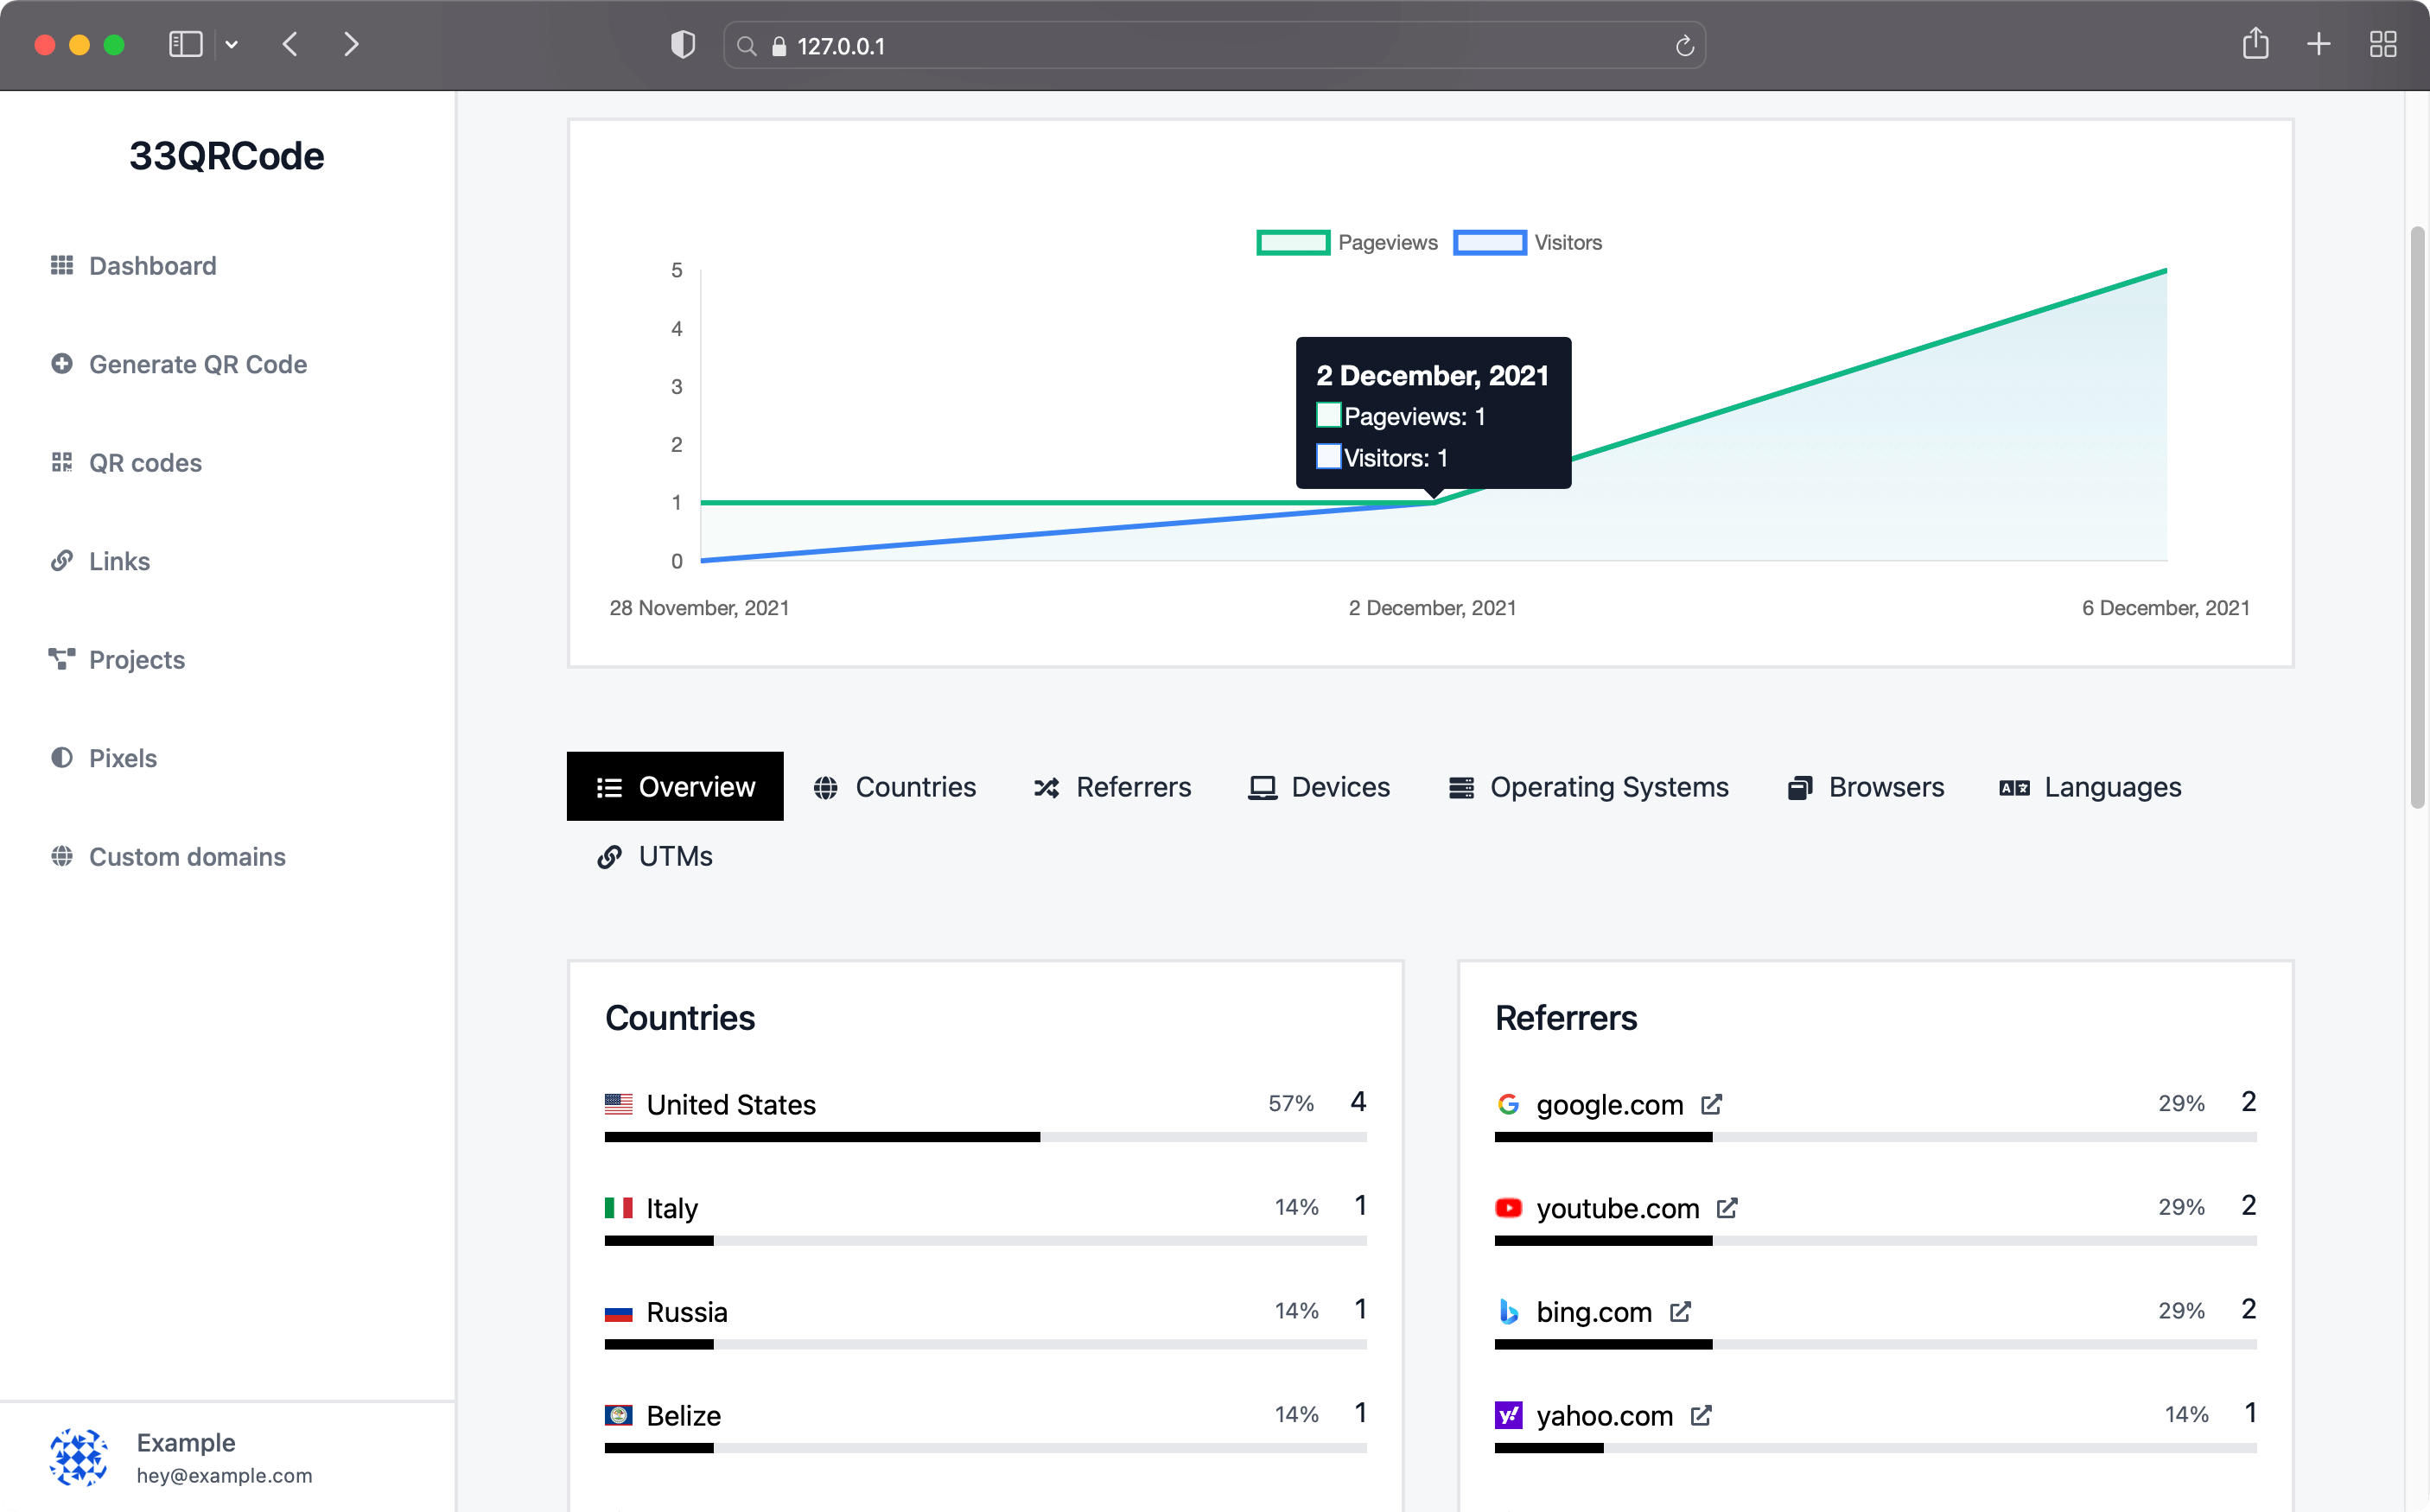 127.0.0.1
33QRCode
Dashboard
Generate QR Code
QR codes
Links
Projects
Pixels
Custom domains
Example
hey@example.com
Pageviews Visitors
5
4
3
2
1
0
2 December, 2021
Pageviews: 1
Visitors: 1
28 November, 2021 2 December, 2021 6 December, 2021
Overview Countries Referrers Devices Operating Systems Browsers Languages
UTMs
Countries
United States 57% 4
Italy 14% 1
Russia 14% 1
Belize 14% 1
Referrers
google.com 29% 2
youtube.com 29% 2
bing.com 29% 2
yahoo.com 14% 1